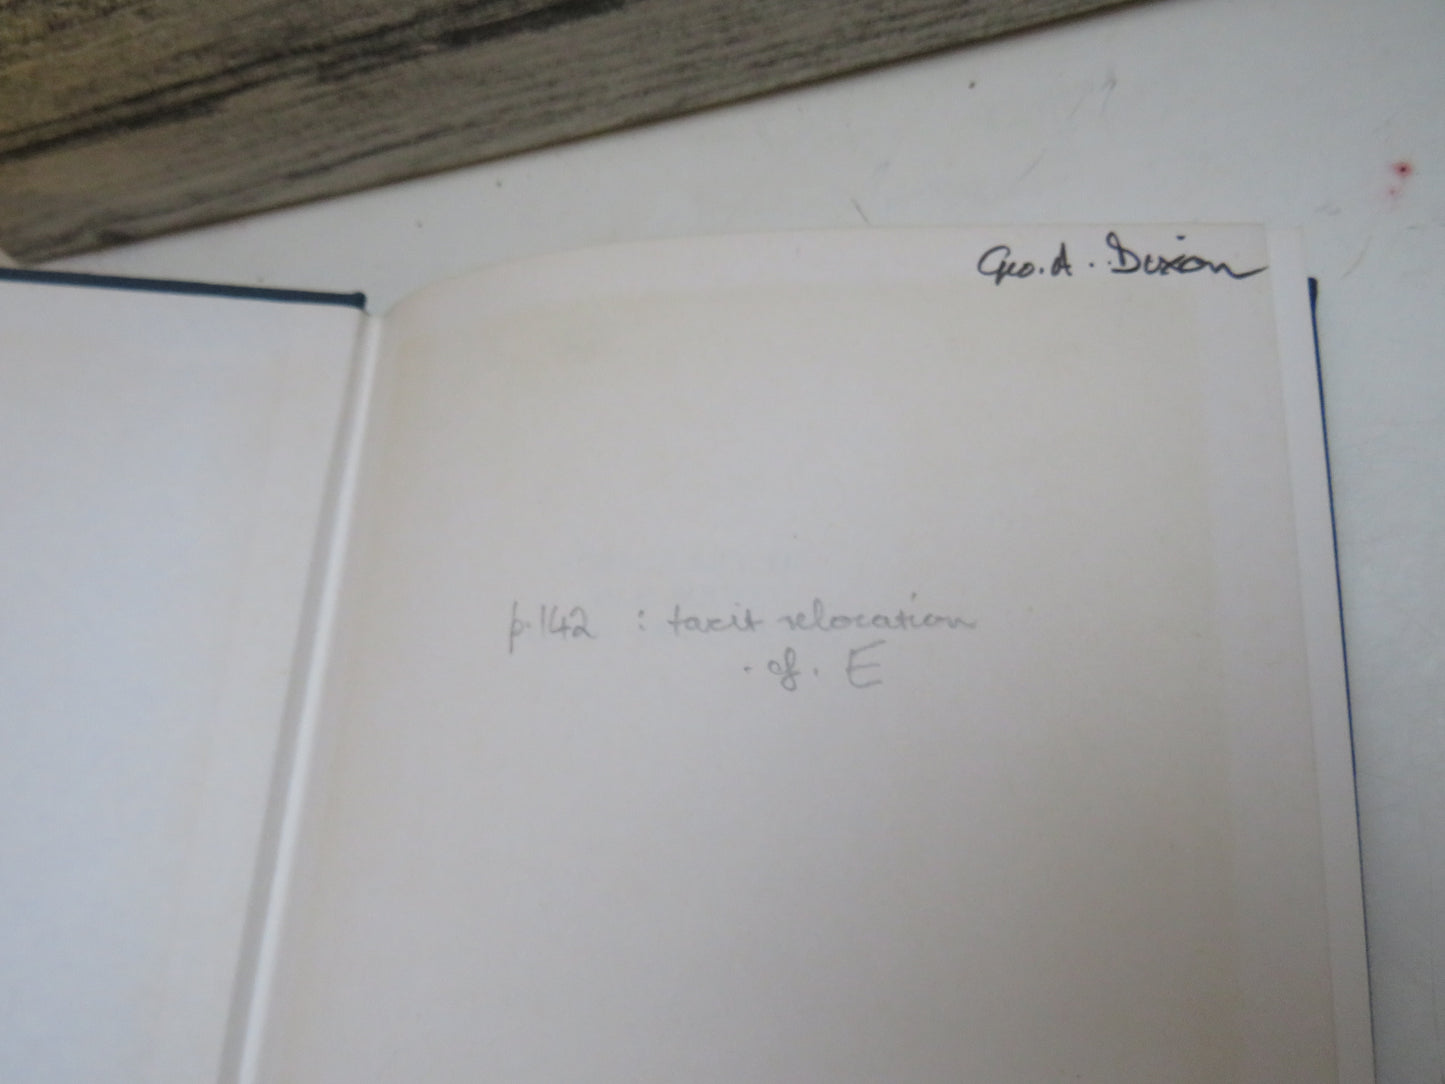 Geo. A. Dixon
p.142 : tacit relocation
of E